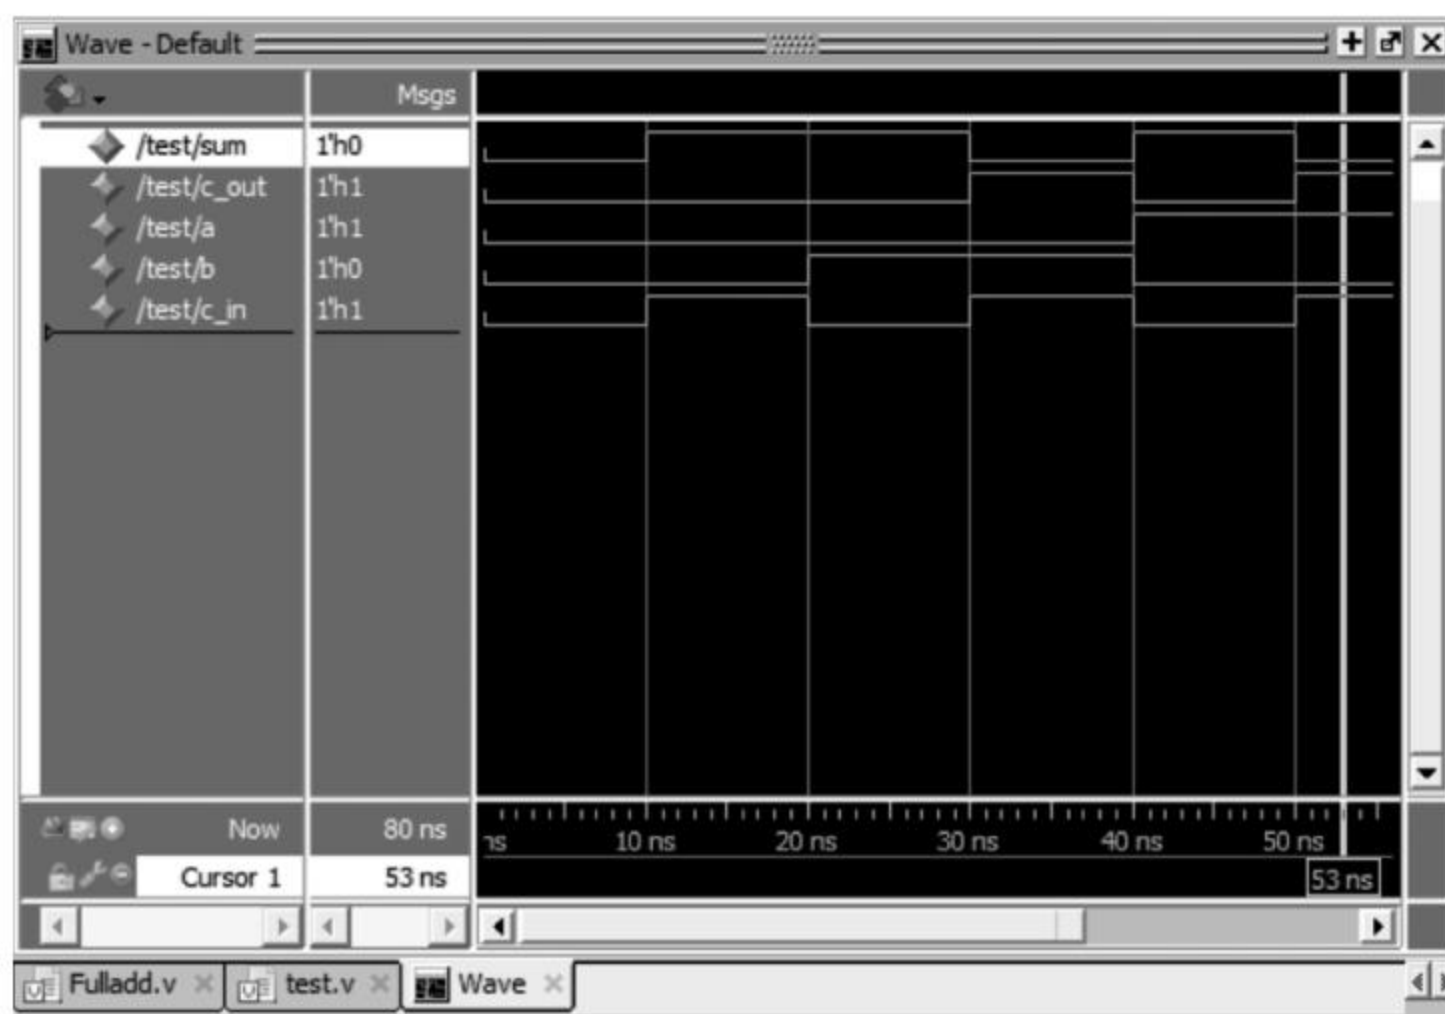 Wave - Default
Msgs
/test/sum 1'h0
/test/c_out 1'h1
/test/a 1'h1
/test/b 1'h0
/test/c_in 1'h1
Now 80 ns
ns 10 ns 20 ns 30 ns 40 ns 50 ns
Cursor 1 53 ns 53 ns
Fulladd.v test.v Wave